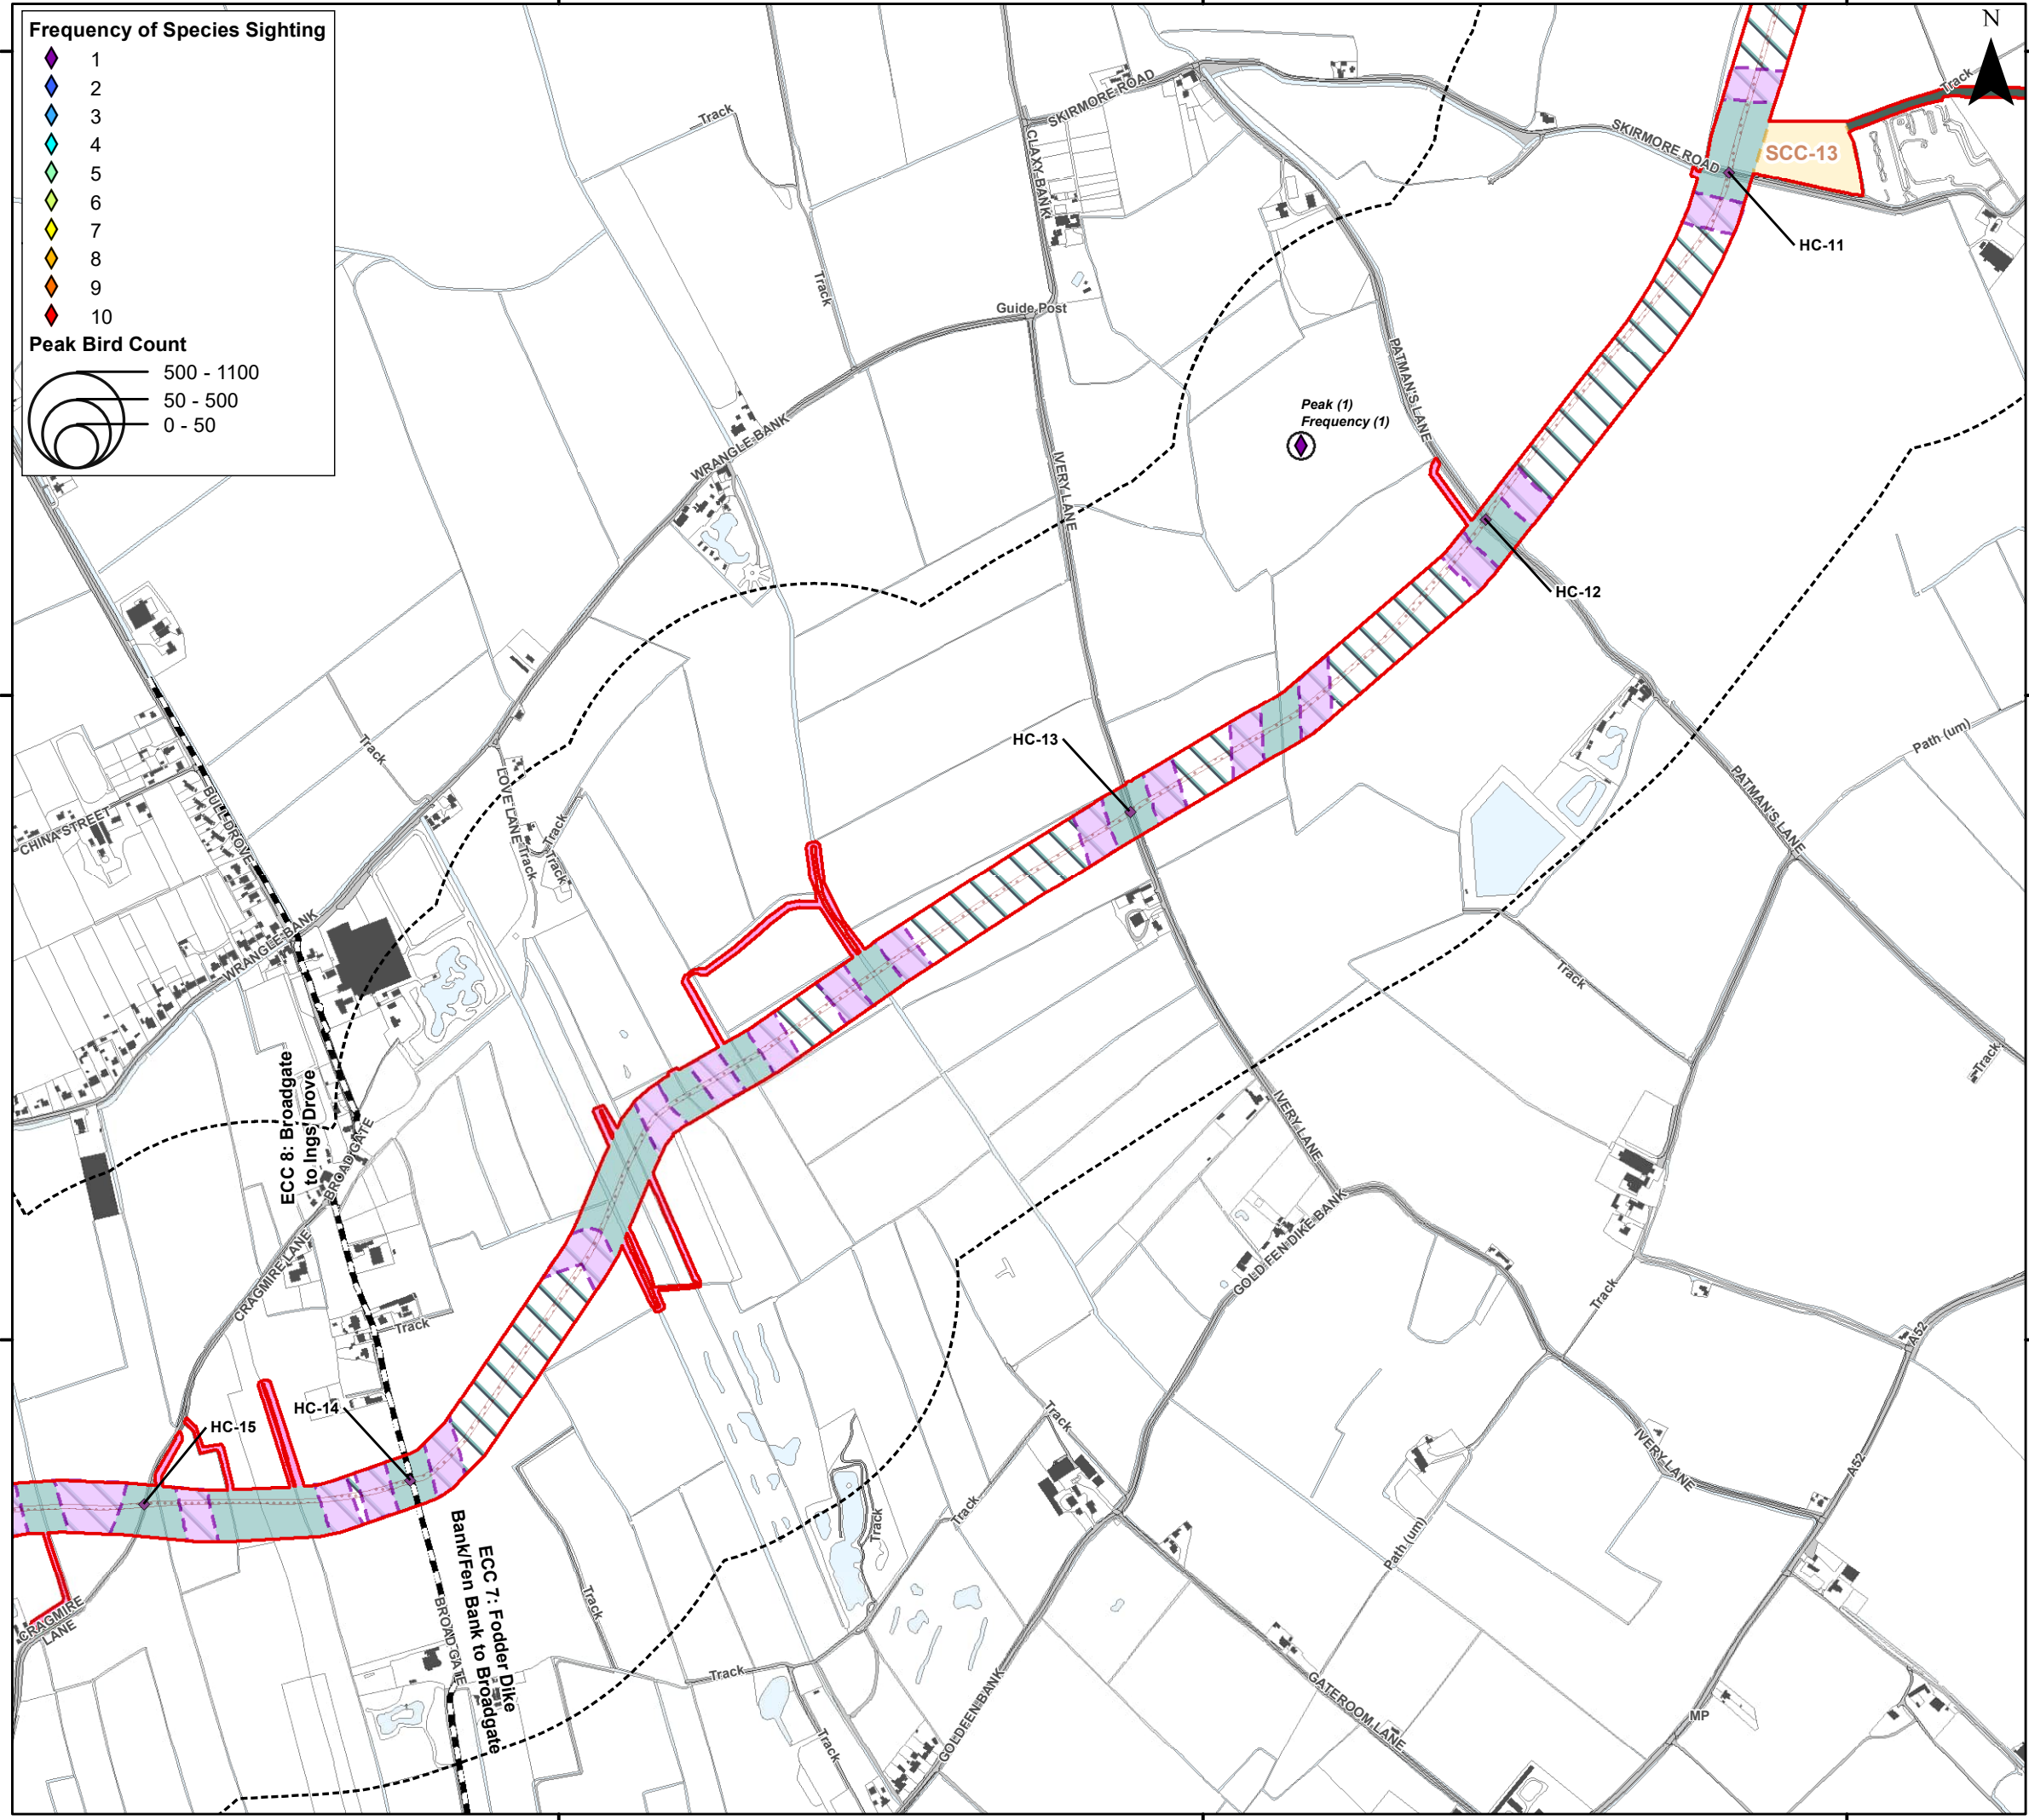 Frequency of Species Sighting
1
2
3
4
5
6
7
8
9
10
Peak Bird Count
500 - 1100
50 - 500
0 - 50
N
Track
SKIRMORE ROAD
CLAXY BANK
Track
SKIRMORE ROAD
SCC-13
Track
HC-11
Guide Post
PATMAN'S LANE
Peak (1)
Frequency (1)
WRANGLE BANK
IVERY LANE
HC-12
HC-13
Path (um)
Track
LOVE LANE
Track
Track
Track
BULL DROVE
CHINA STREET
PATMAN'S LANE
WRANGLE BANK
Track
Track
ECC 8: Broadgate
to Ings Drove
BROAD GATE
IVERY LANE
CRAGMIRE LANE
GOLD FEN DIKE BANK
Track
Track
A52
HC-14
HC-15
Track
IVERY LANE
A52
Track
Track
Path (um)
ECC 7: Fodder Dike
Bank/Fen Bank to Broadgate
BROAD GATE
Track
CRAGMIRE
LANE
Track
Track
GOLDEEN BANK
GATEROOM LANE
MP